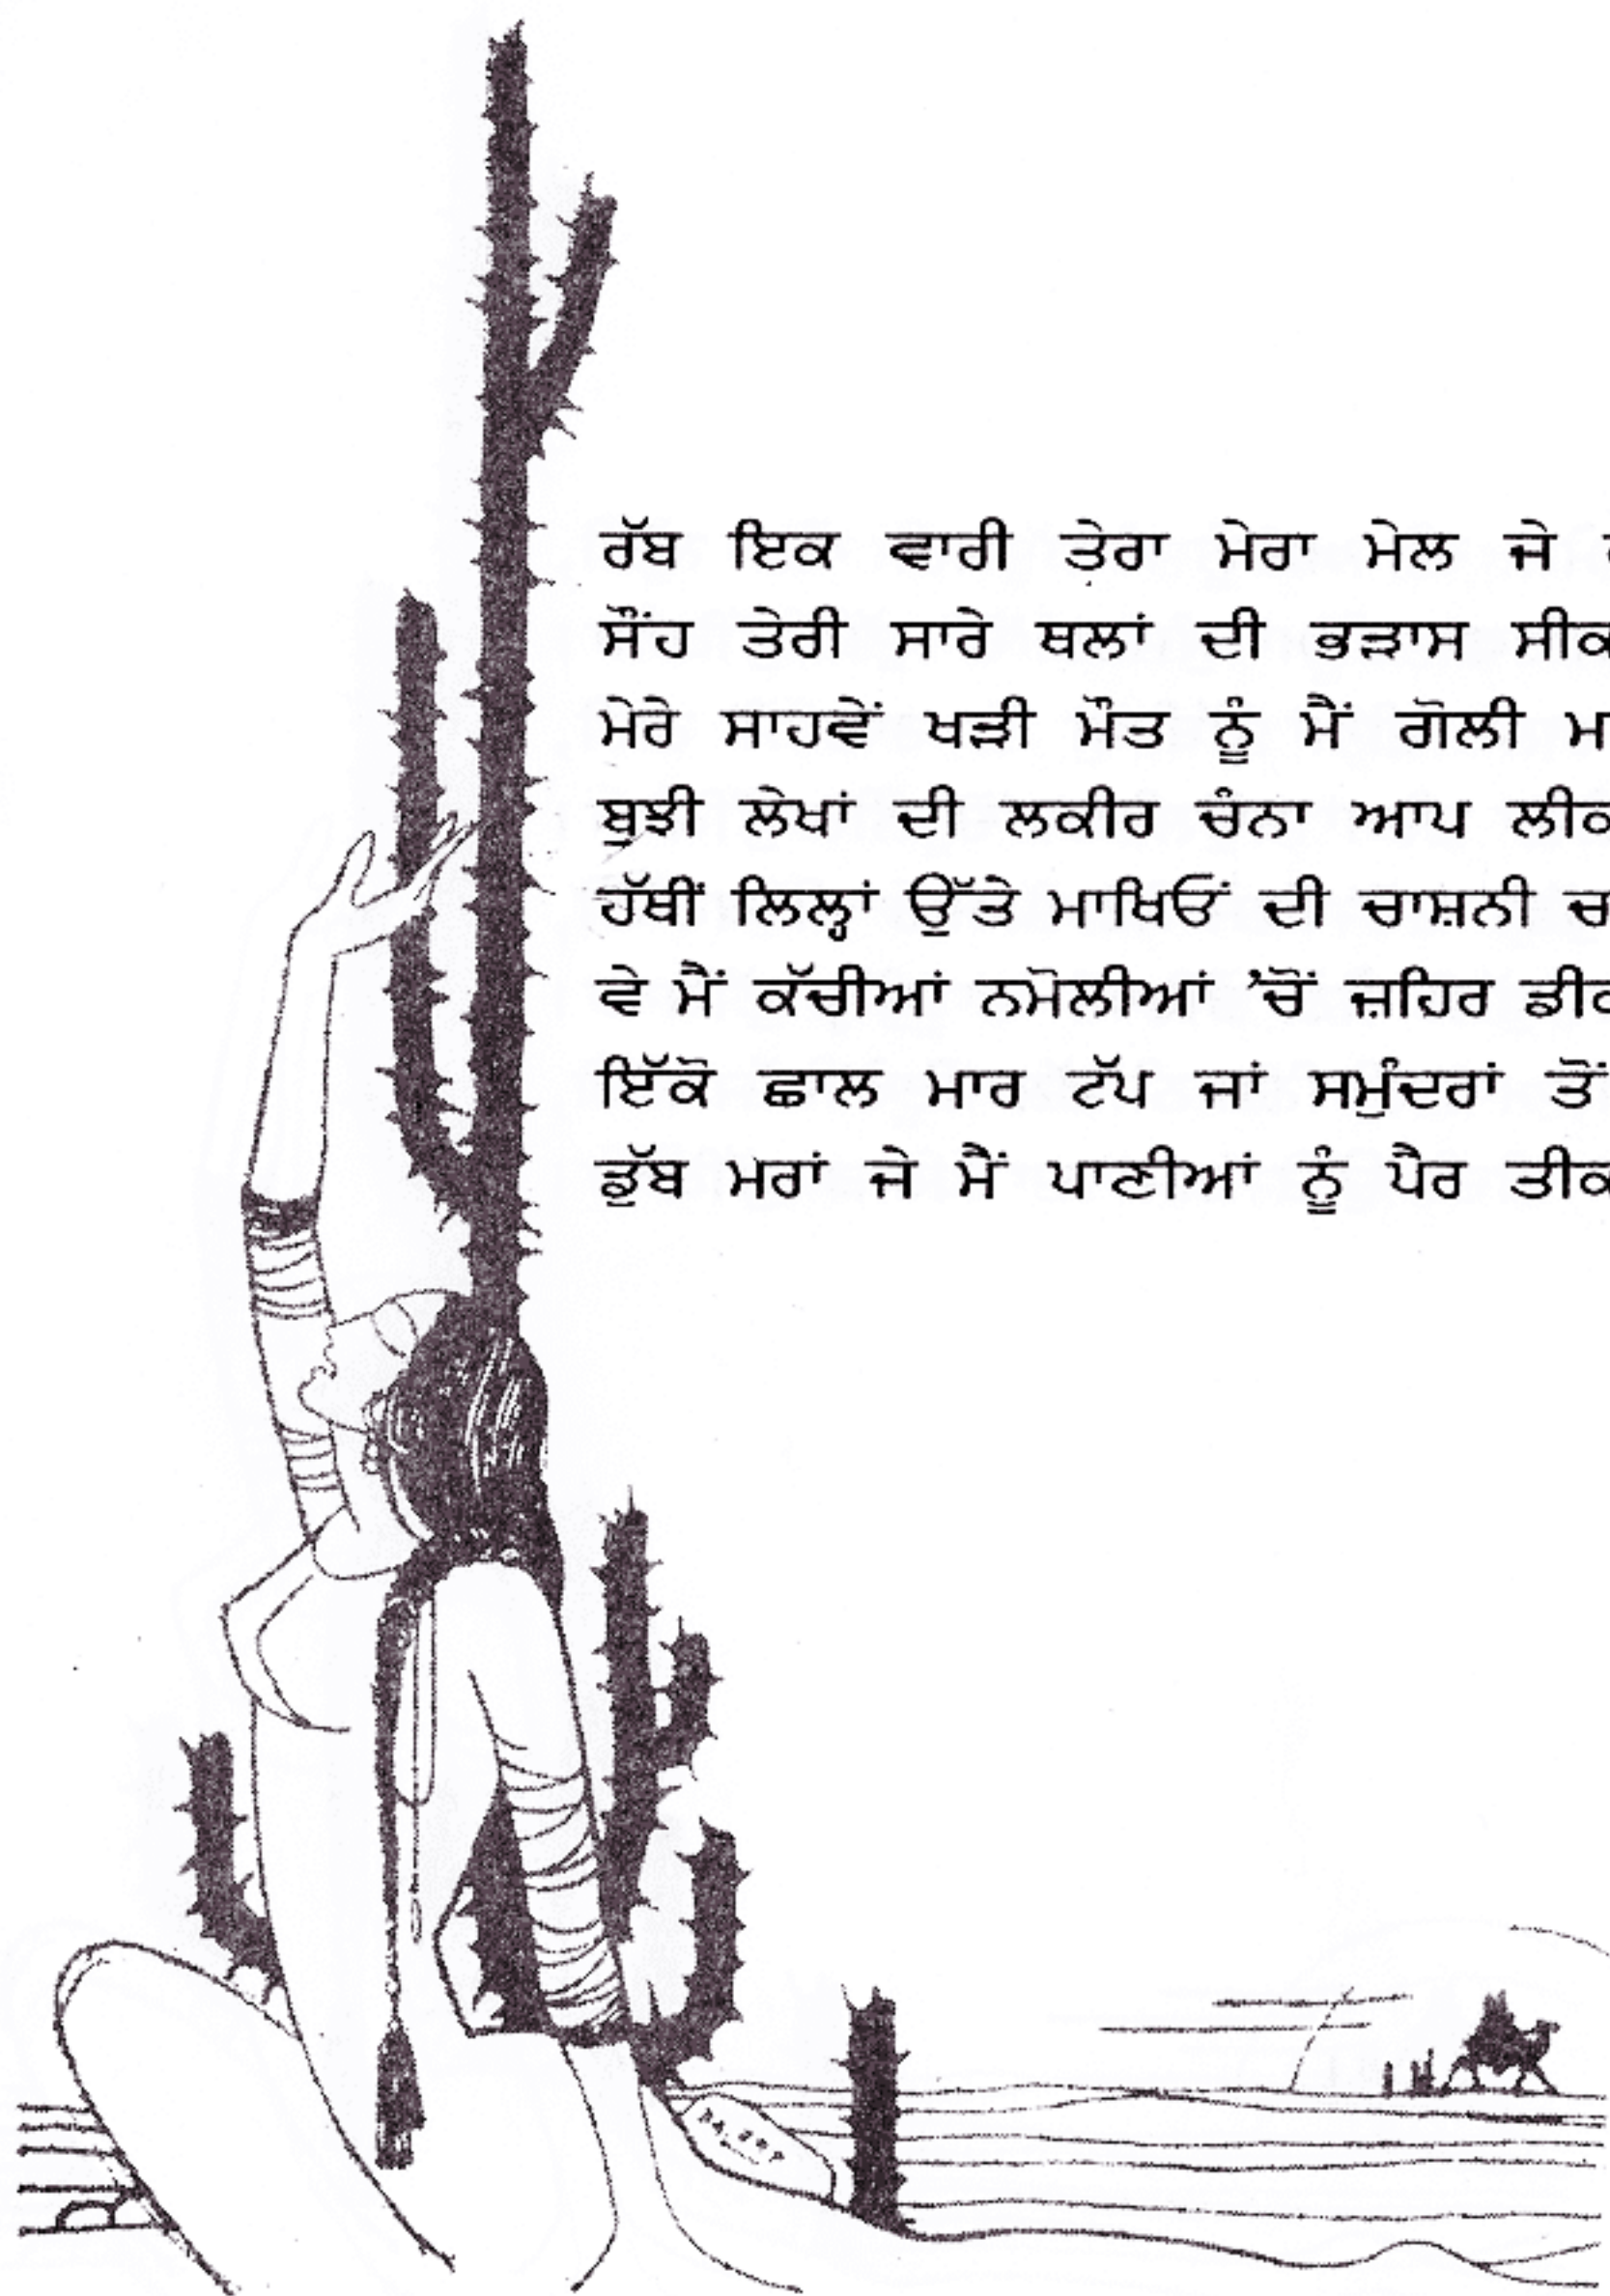 ਰੱਬ ਇਕ ਵਾਰੀ ਤੇਰਾ ਮੇਰਾ ਮੇਲ ਜੇ
ਸੌਂਹ ਤੇਰੀ ਸਾਰੇ ਥਲਾਂ ਦੀ ਭੜਾਸ
ਮੇਰੇ ਸਾਹਵੇਂ ਖੜੀ ਮੌਤ ਨੂੰ ਮੈਂ ਗੋਲੀ
ਬੁਝੀ ਲੇਖਾਂ ਦੀ ਲਕੀਰ ਚੰਨਾ ਆਪ
ਹੱਥੀਂ ਲਿਲ੍ਹਾਂ ਉੱਤੇ ਮਾਖਿਓਂ ਦੀ ਚਾਸ਼ਨੀ
ਵੇ ਮੈਂ ਕੱਚੀਆਂ ਨਮੋਲੀਆਂ ’ਚੋਂ ਜ਼ਹਿਰ
ਇੱਕੋ ਛਾਲ ਮਾਰ ਟੱਪ ਜਾਂ ਸਮੁੰਦਰਾਂ ਤੋਂ
ਡੁੱਬ ਮਰਾਂ ਜੇ ਮੈਂ ਪਾਣੀਆਂ ਨੂੰ ਪੈਰ